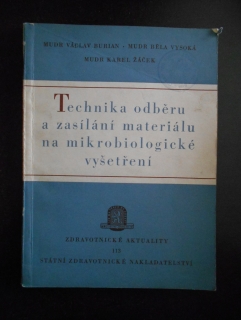 MUDR VÁCLAV BURIAN - MUDR BĚLA VYSOKÁ
MUDR KAREL ŽÁČEK
Technika odběru
a zasílání materiálu
na mikrobiologické
vyšetření
ZDRAVOTNICKÉ AKTUALITY
STÁTNÍ ZDRAVOTNICKÉ NAKLADATELSTVÍ